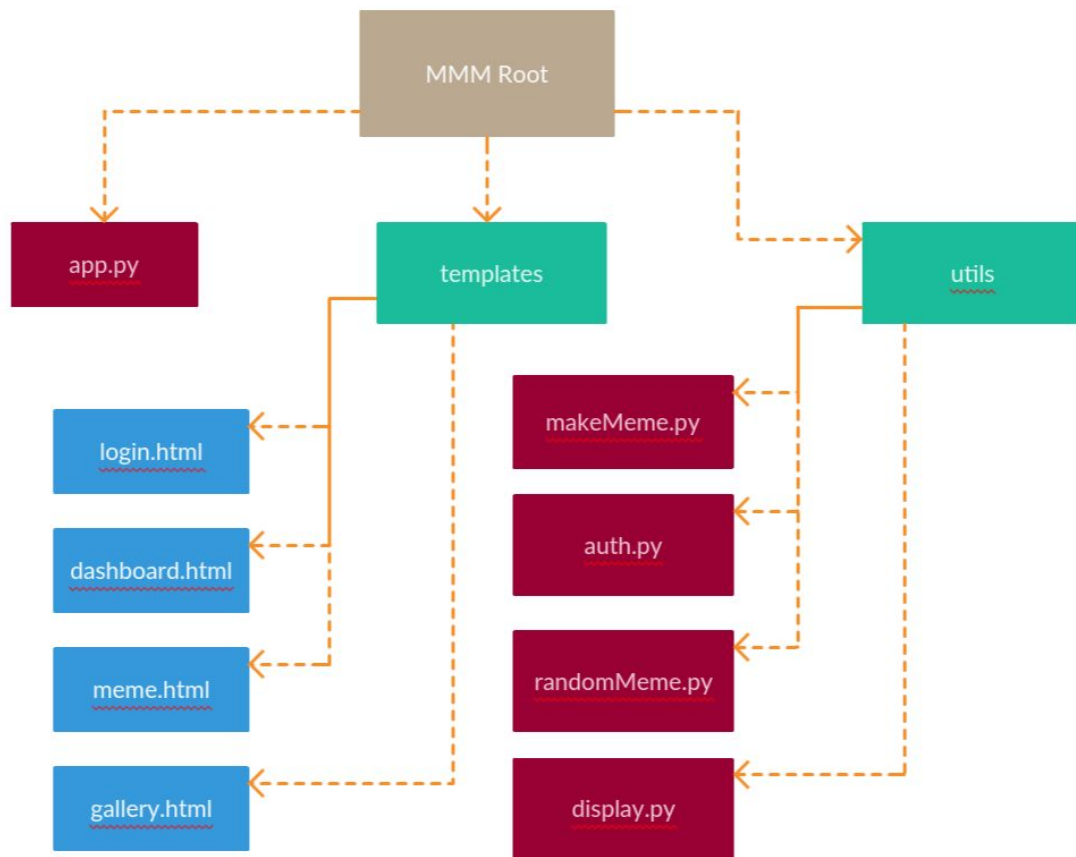 MMM Root
app.py
templates
utils
login.html
dashboard.html
meme.html
gallery.html
makeMeme.py
auth.py
randomMeme.py
display.py